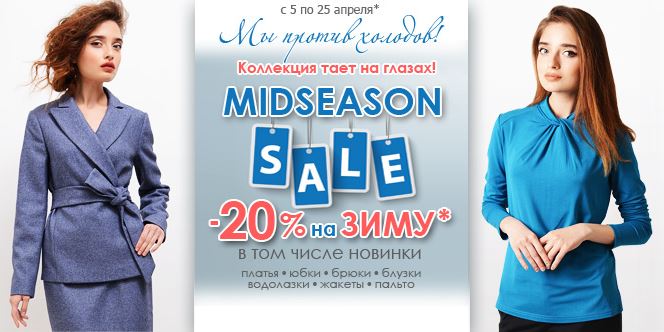 с 5 по 25 апреля*
Мы против холодов!
Коллекция тает на глазах!
MIDSEASON
SALE
-20% на ЗИМУ*
в том числе новинки
платья • юбки • брюки • блузки
водолазки • жакеты • пальто